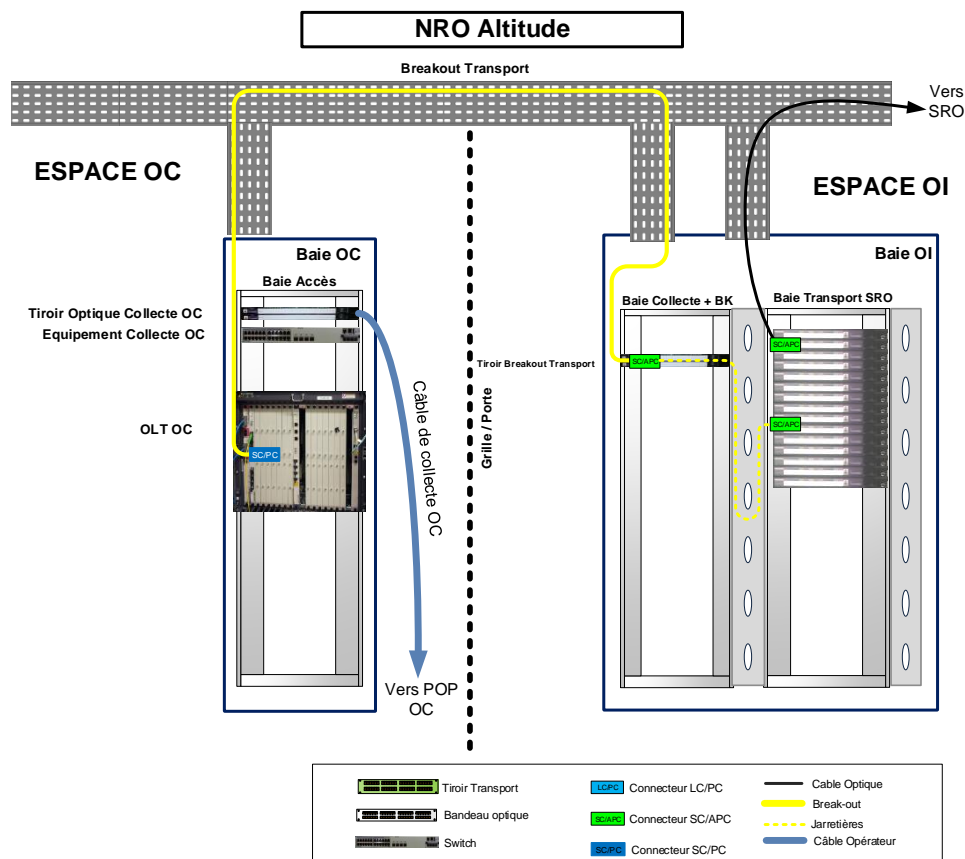 NRO Altitude
Breakout Transport
Vers
SRO
ESPACE OC
ESPACE OI
Baie OC
Baie OI
Baie Accès
Baie Collecte + BK
Baie Transport SRO
Tiroir Optique Collecte OC
Equipement Collecte OC
SC/APC
Tiroir Breakout Transport
SC/APC
Câble de collecte OC
Grille / Porte
OLT OC
SC/PC
SC/APC
Vers POP
OC
Tiroir Transport
LC/PC
Connecteur LC/PC
Cable Optique
Break-out
Bandeau optique
SC/APC
Connecteur SC/APC
Jarretières
Switch
SC/PC
Connecteur SC/PC
Câble Opérateur